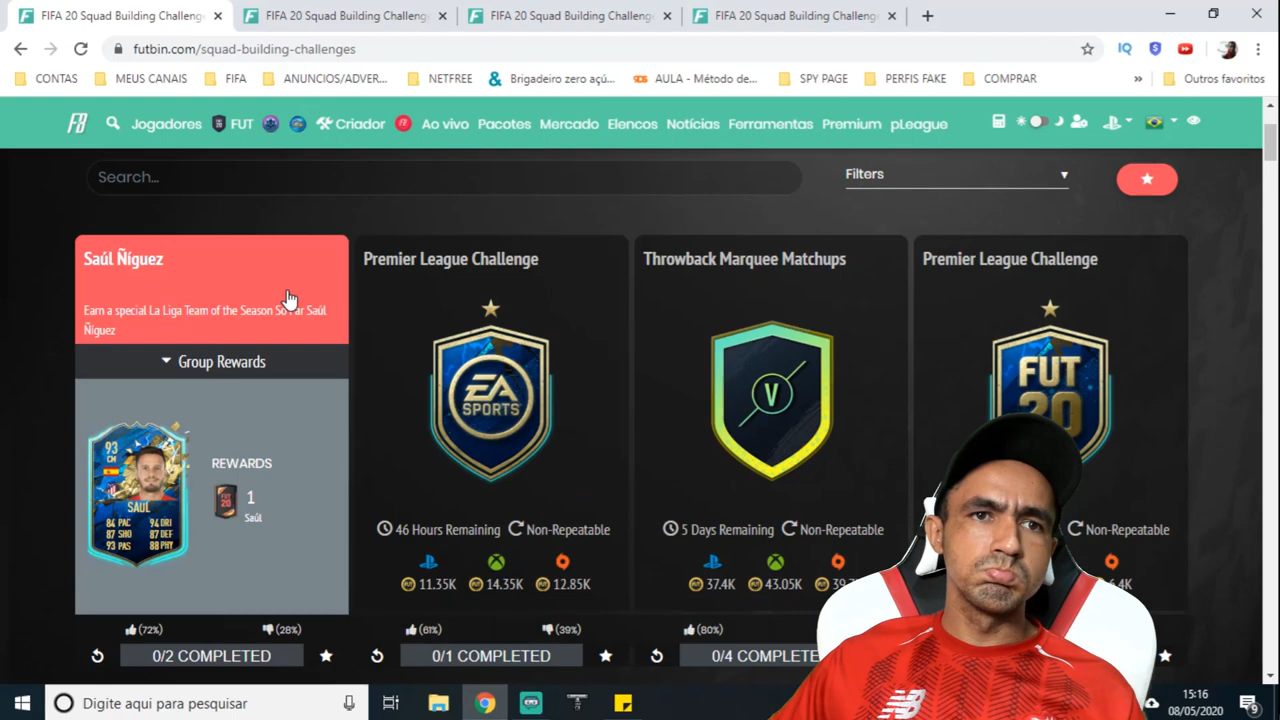 FIFA 20 Squad Building Challenge
FIFA 20 Squad Building Challenge
FIFA 20 Squad Building Challenge
FIFA 20 Squad Building Challenge
futbin.com/squad-building-challenges
CONTAS
MEUS CANAIS
FIFA
ANUNCIOS/ADVER...
NETFREE
Brigadeiro zero açú...
AULA - Método de...
SPY PAGE
PERFIS FAKE
COMPRAR
Outros favoritos
Jogadores
FUT
Criador
Ao vivo
Pacotes
Mercado
Elencos
Notícias
Ferramentas
Premium
pLeague
Search...
Filters
Saúl Ñíguez
Earn a special La Liga Team of the Season So Far Saúl
Ñíguez
Group Rewards
93
CM
SAÚL
84 PAC 94 DRI
87 SHO 87 DEF
93 PAS 88 PHY
REWARDS
1
Saúl
(72%)
(28%)
0/2 COMPLETED
Premier League Challenge
EA
SPORTS
46 Hours Remaining
Non-Repeatable
11.35K
14.35K
12.85K
(61%)
(39%)
0/1 COMPLETED
Throwback Marquee Matchups
V
5 Days Remaining
Non-Repeatable
37.4K
43.05K
(80%)
0/4 COMPLETED
Premier League Challenge
FUT
20
Non-Repeatable
Digite aqui para pesquisar
15:16
08/05/2020